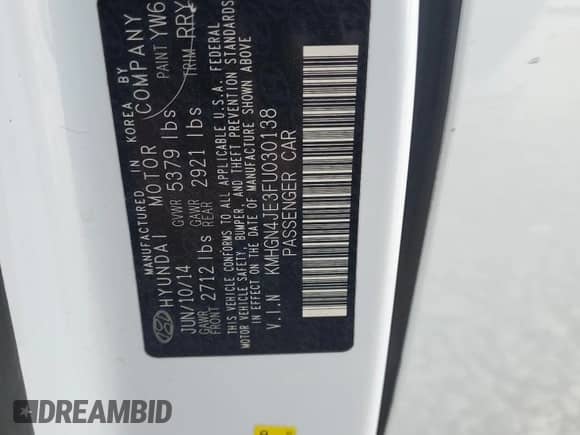 MANUFACTURED IN KOREA BY
HYUNDAI MOTOR COMPANY
JUN/10/14 GVWR 5379 lbs PAINT YW6
GAWR FRONT 2712 lbs GAWR REAR 2921 lbs TRIM RRY
THIS VEHICLE CONFORMS TO ALL APPLICABLE U.S.A. FEDERAL
MOTOR VEHICLE SAFETY, BUMPER, AND THEFT PREVENTION STANDARDS
IN EFFECT ON THE DATE OF MANUFACTURE SHOWN ABOVE
V.I.N KMHGN4JE3FU030138
PASSENGER CAR
DREAMBID